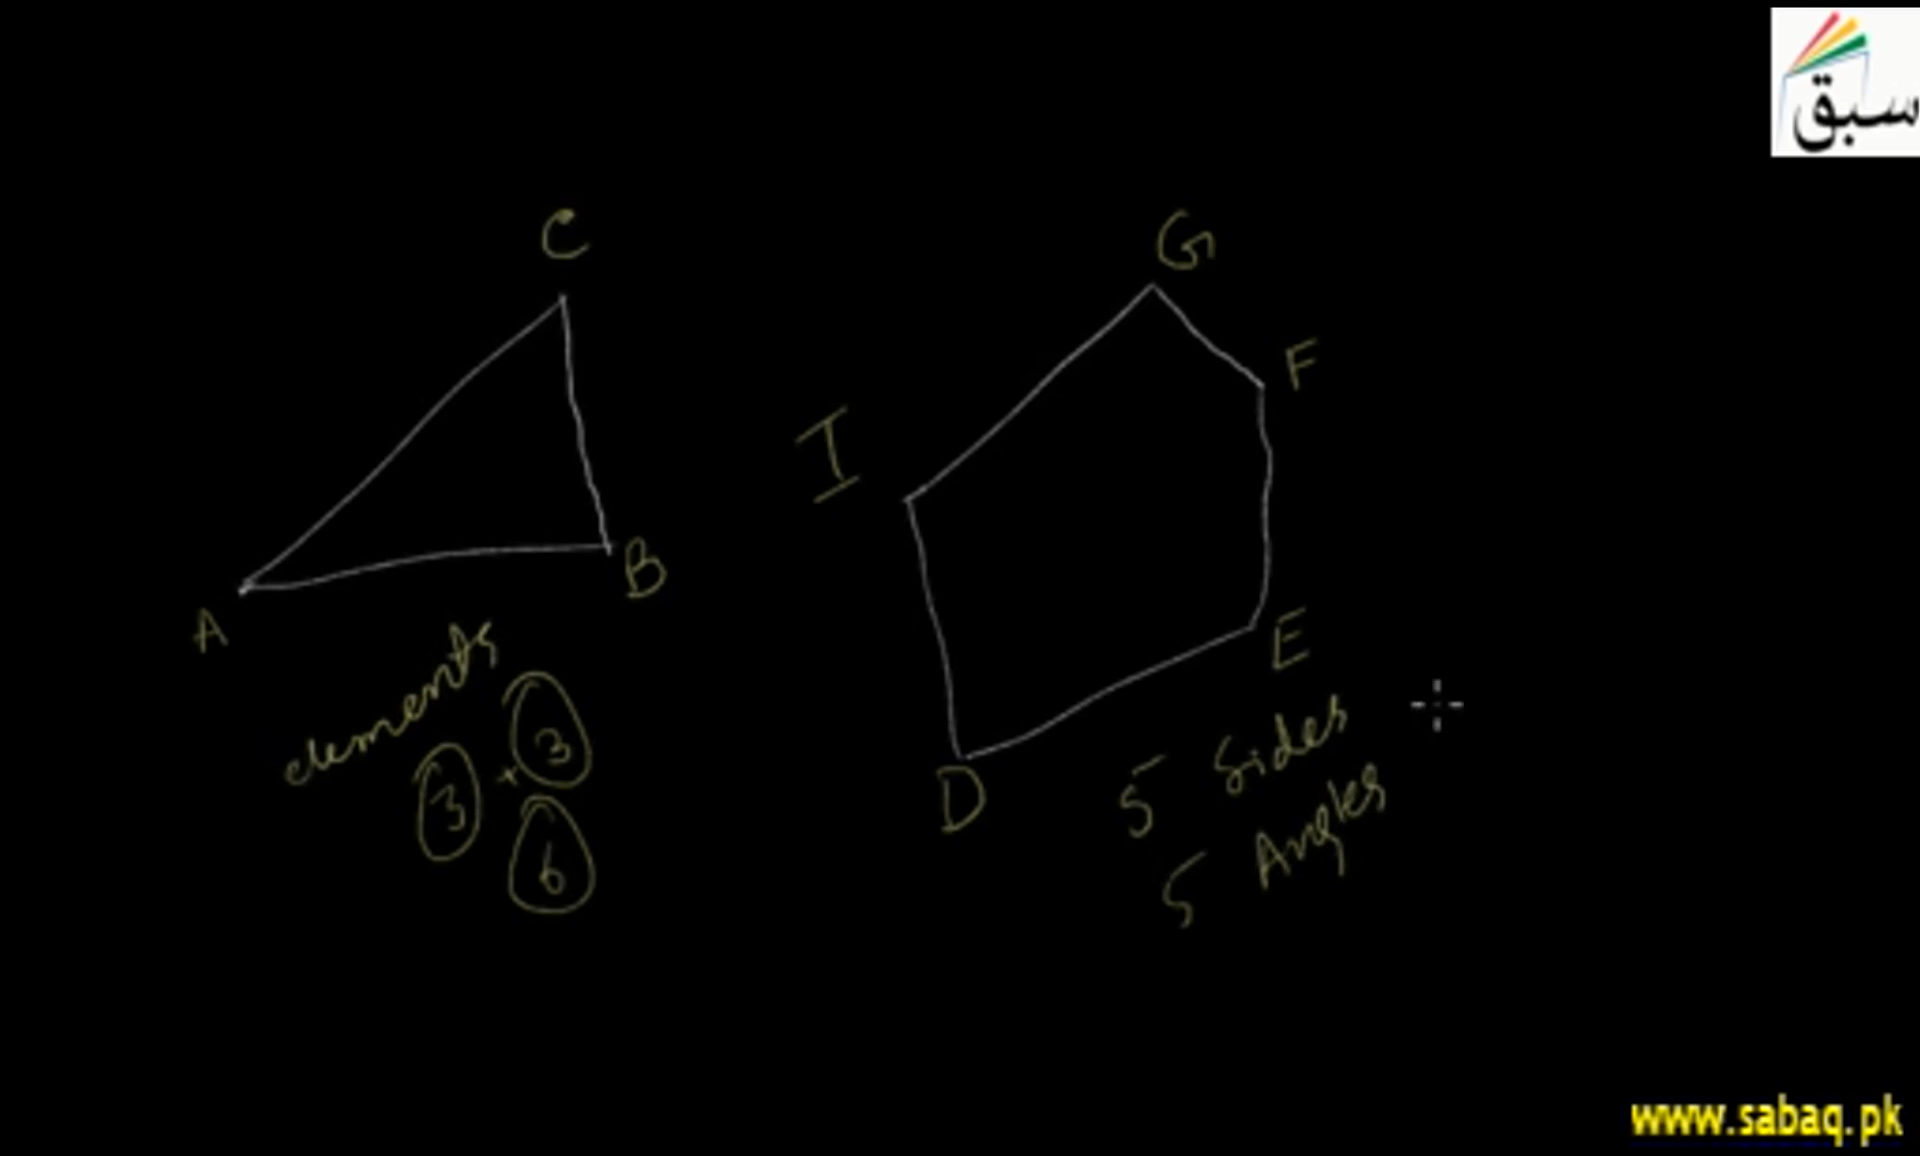 سبق
C
G
F
I
B
A
E
elements
3 + 3
6
D
5 Sides
5 Angles
www.sabaq.pk